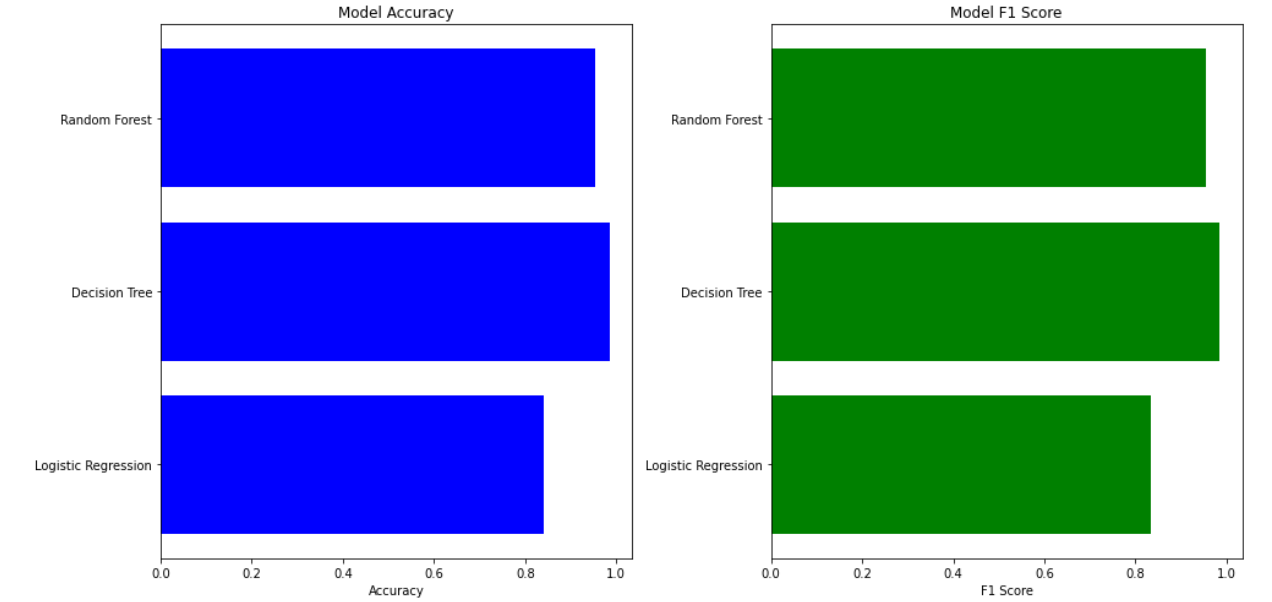 Model Accuracy
Random Forest
Decision Tree
Logistic Regression
0.0 0.2 0.4 0.6 0.8 1.0
Accuracy
Model F1 Score
Random Forest
Decision Tree
Logistic Regression
0.0 0.2 0.4 0.6 0.8 1.0
F1 Score